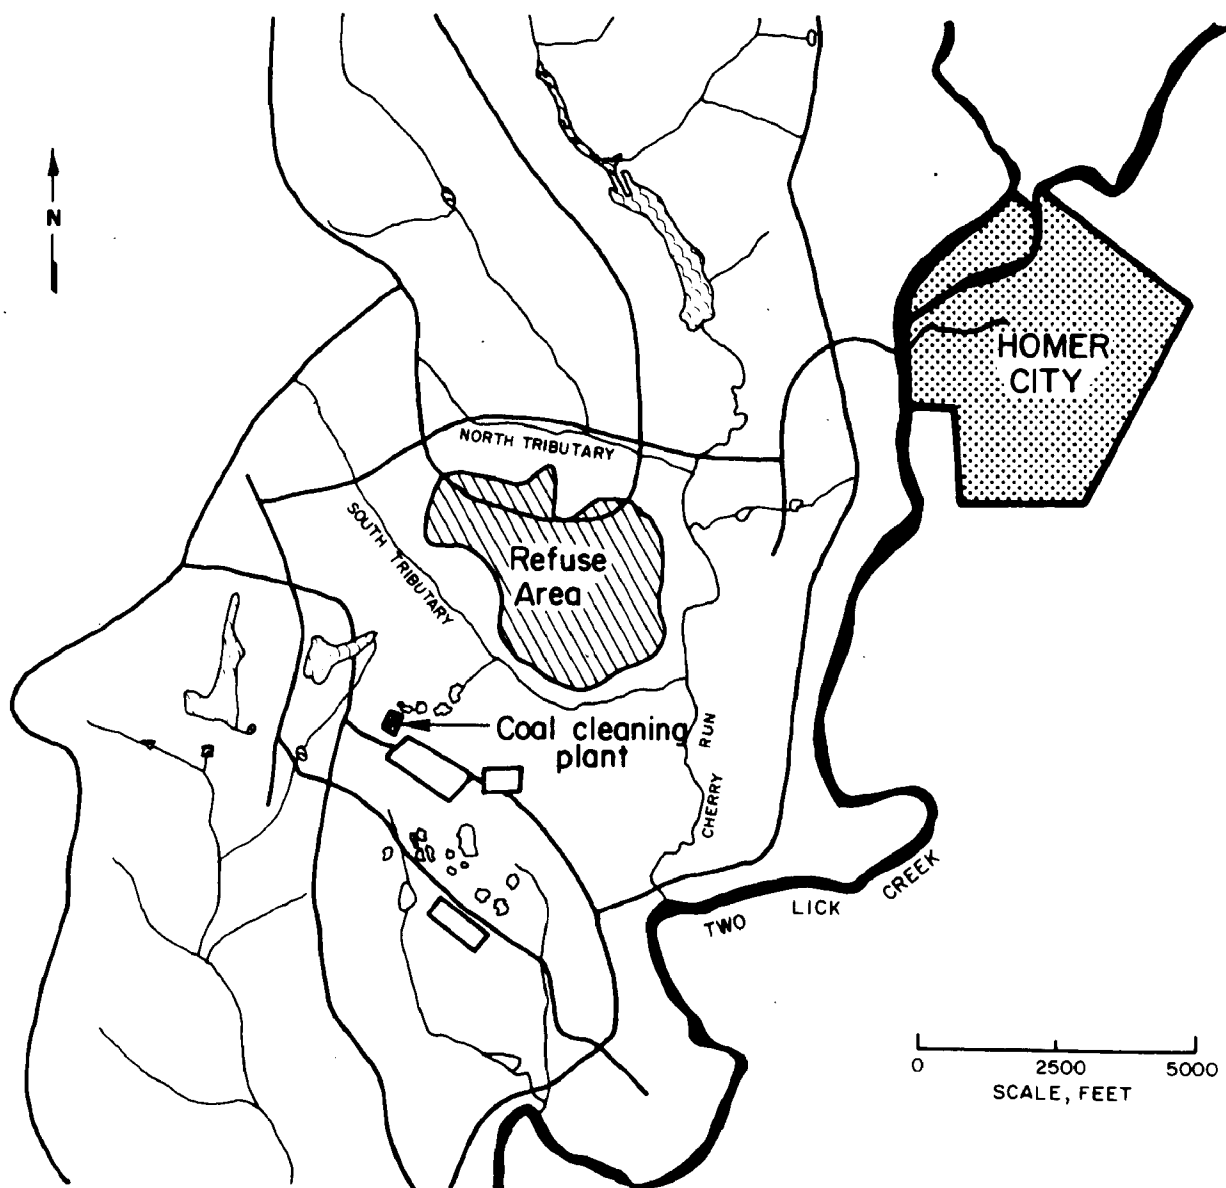 N
HOMER
CITY
NORTH TRIBUTARY
SOUTH TRIBUTARY
Refuse
Area
Coal cleaning
plant
CHERRY RUN
TWO LICK CREEK
0 2500 5000
SCALE, FEET